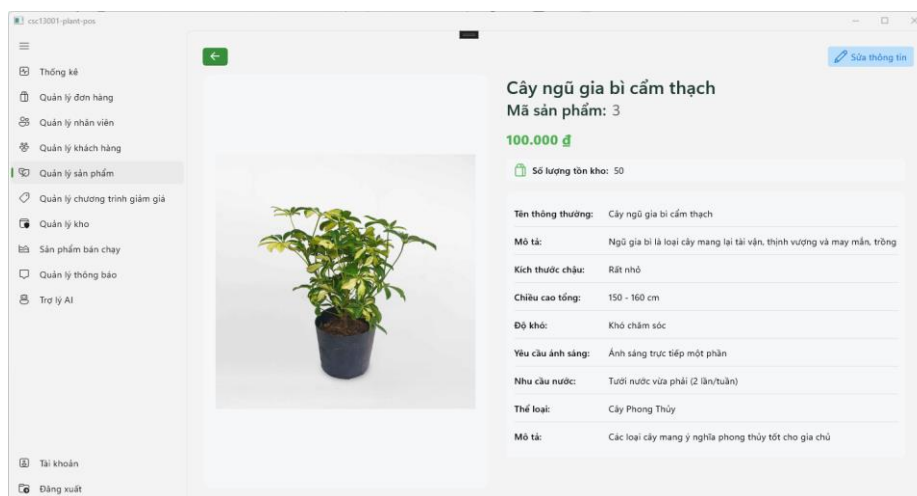 csc13001-plant-pos
Thống kê
Quản lý đơn hàng
Quản lý nhân viên
Quản lý khách hàng
Quản lý sản phẩm
Quản lý chương trình giảm giá
Quản lý kho
Sản phẩm bán chạy
Quản lý thông báo
Trợ lý AI
Tài khoản
Đăng xuất
Sửa thông tin
Cây ngũ gia bì cẩm thạch
Mã sản phẩm: 3
100.000 ₫
Số lượng tồn kho: 50
Tên thông thường: Cây ngũ gia bì cẩm thạch
Mô tả: Ngũ gia bì là loại cây mang lại tài vận, thịnh vượng và may mắn, trồng
Kích thước chậu: Rất nhỏ
Chiều cao tổng: 150 - 160 cm
Độ khó: Khó chăm sóc
Yêu cầu ánh sáng: Ánh sáng trực tiếp một phần
Nhu cầu nước: Tưới nước vừa phải (2 lần/tuần)
Thể loại: Cây Phong Thủy
Mô tả: Các loại cây mang ý nghĩa phong thủy tốt cho gia chủ